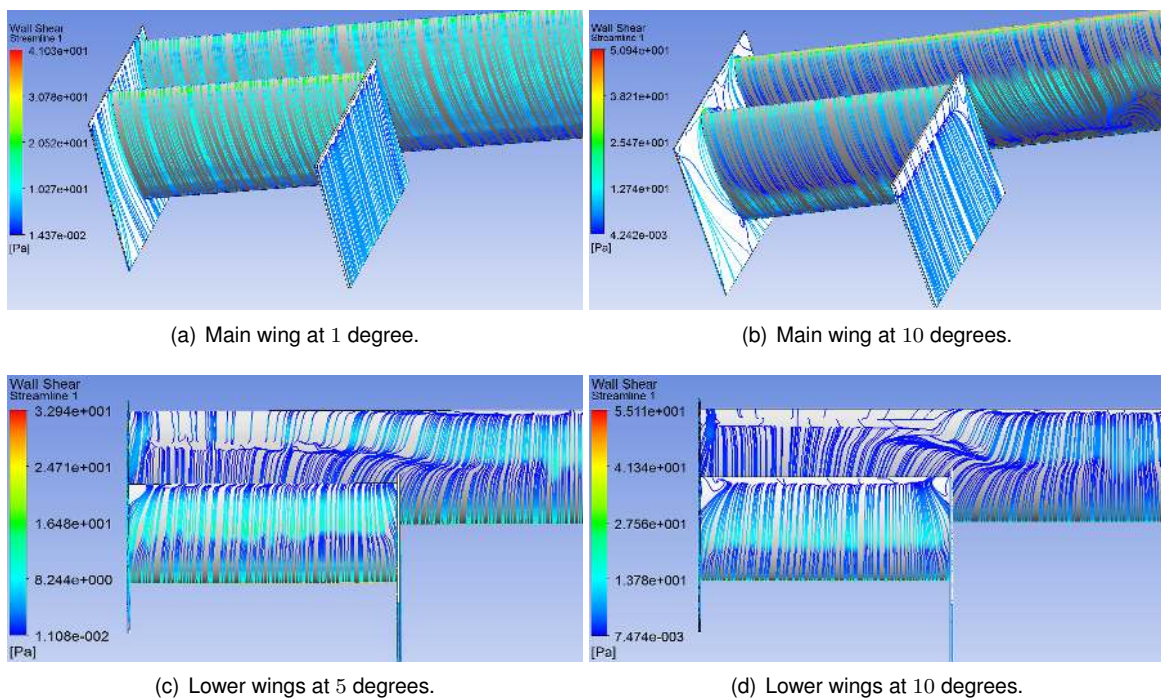 Wall Shear
Streamline 1
4.103e+001
3.078e+001
2.052e+001
1.027e+001
1.437e-002
[Pa]
(a) Main wing at 1 degree.
Wall Shear
Streamline 1
5.094e+001
3.821e+001
2.547e+001
1.274e+001
4.242e-003
[Pa]
(b) Main wing at 10 degrees.
Wall Shear
Streamline 1
3.294e+001
2.471e+001
1.648e+001
8.244e+000
1.108e-002
[Pa]
(c) Lower wings at 5 degrees.
Wall Shear
Streamline 1
5.511e+001
4.134e+001
2.756e+001
1.378e+001
7.474e-003
[Pa]
(d) Lower wings at 10 degrees.